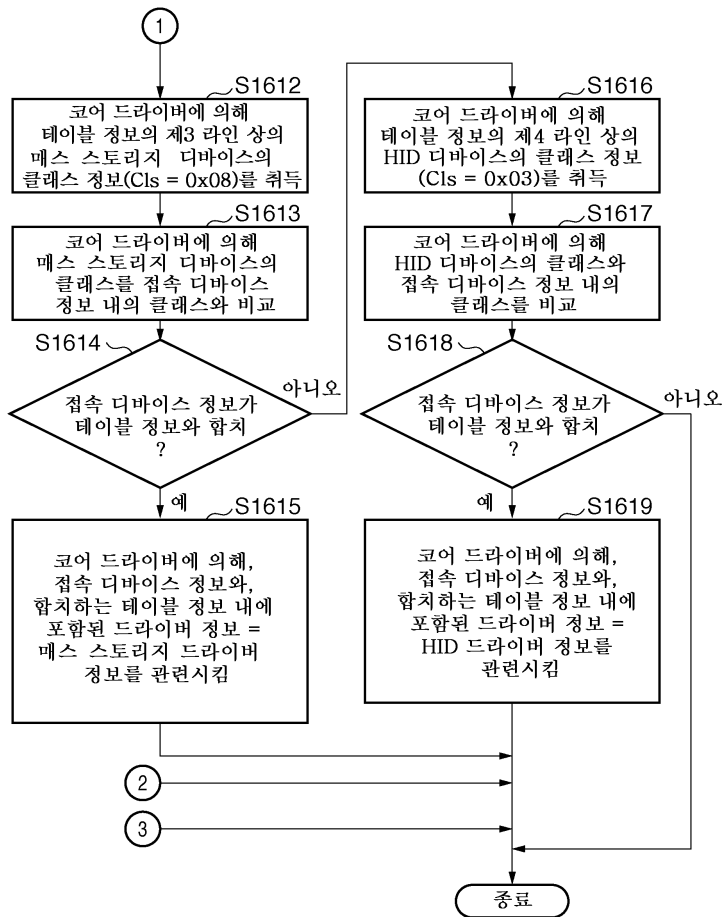 1
S1612
코어 드라이버에 의해
테이블 정보의 제3 라인 상의
매스 스토리지 디바이스의
클래스 정보(Cls = 0x08)를 취득
S1613
코어 드라이버에 의해
매스 스토리지 디바이스의
클래스를 접속 디바이스
정보 내의 클래스와 비교
S1614
아니오
접속 디바이스 정보가
테이블 정보와 합치
?
예
S1615
코어 드라이버에 의해,
접속 디바이스 정보와,
합치하는 테이블 정보 내에
포함된 드라이버 정보 =
매스 스토리지 드라이버
정보를 관련시킴
S1616
코어 드라이버에 의해
테이블 정보의 제4 라인 상의
HID 디바이스의 클래스 정보
(Cls = 0x03)를 취득
S1617
코어 드라이버에 의해
HID 디바이스의 클래스와
접속 디바이스 정보 내의
클래스를 비교
S1618
아니오
접속 디바이스 정보가
테이블 정보와 합치
?
예
S1619
코어 드라이버에 의해,
접속 디바이스 정보와,
합치하는 테이블 정보 내에
포함된 드라이버 정보 =
HID 드라이버 정보를
관련시킴
2
3
종료